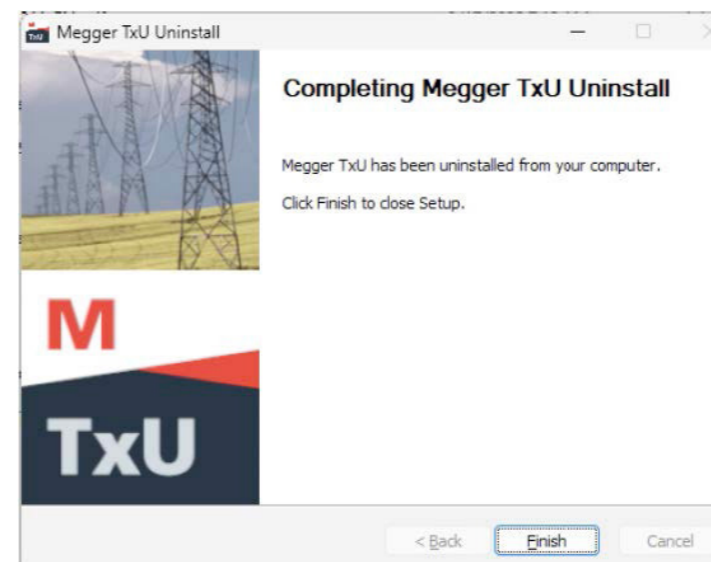 Megger TxU Uninstall
Completing Megger TxU Uninstall
Megger TxU has been uninstalled from your computer.
Click Finish to close Setup.
M
TxU
< Back
Finish
Cancel